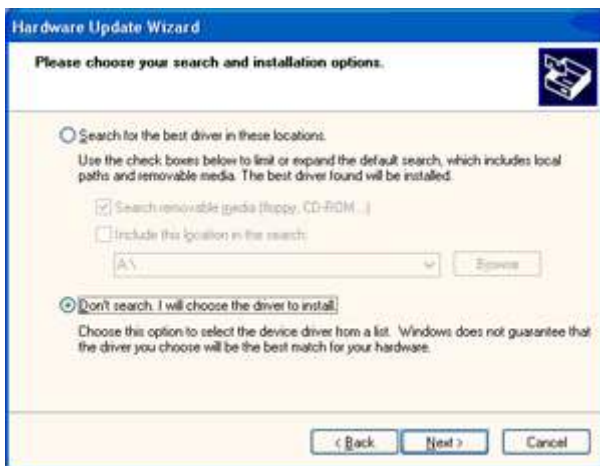 Hardware Update Wizard
Please choose your search and installation options.
Search for the best driver in these locations.
Use the check boxes below to limit or expand the default search, which includes local
paths and removable media. The best driver found will be installed.
Search removable media (floppy, CD-ROM...)
Include this location in the search:
A:\
Browse
Don't search. I will choose the driver to install.
Choose this option to select the device driver from a list. Windows does not guarantee that
the driver you choose will be the best match for your hardware.
< Back
Next >
Cancel